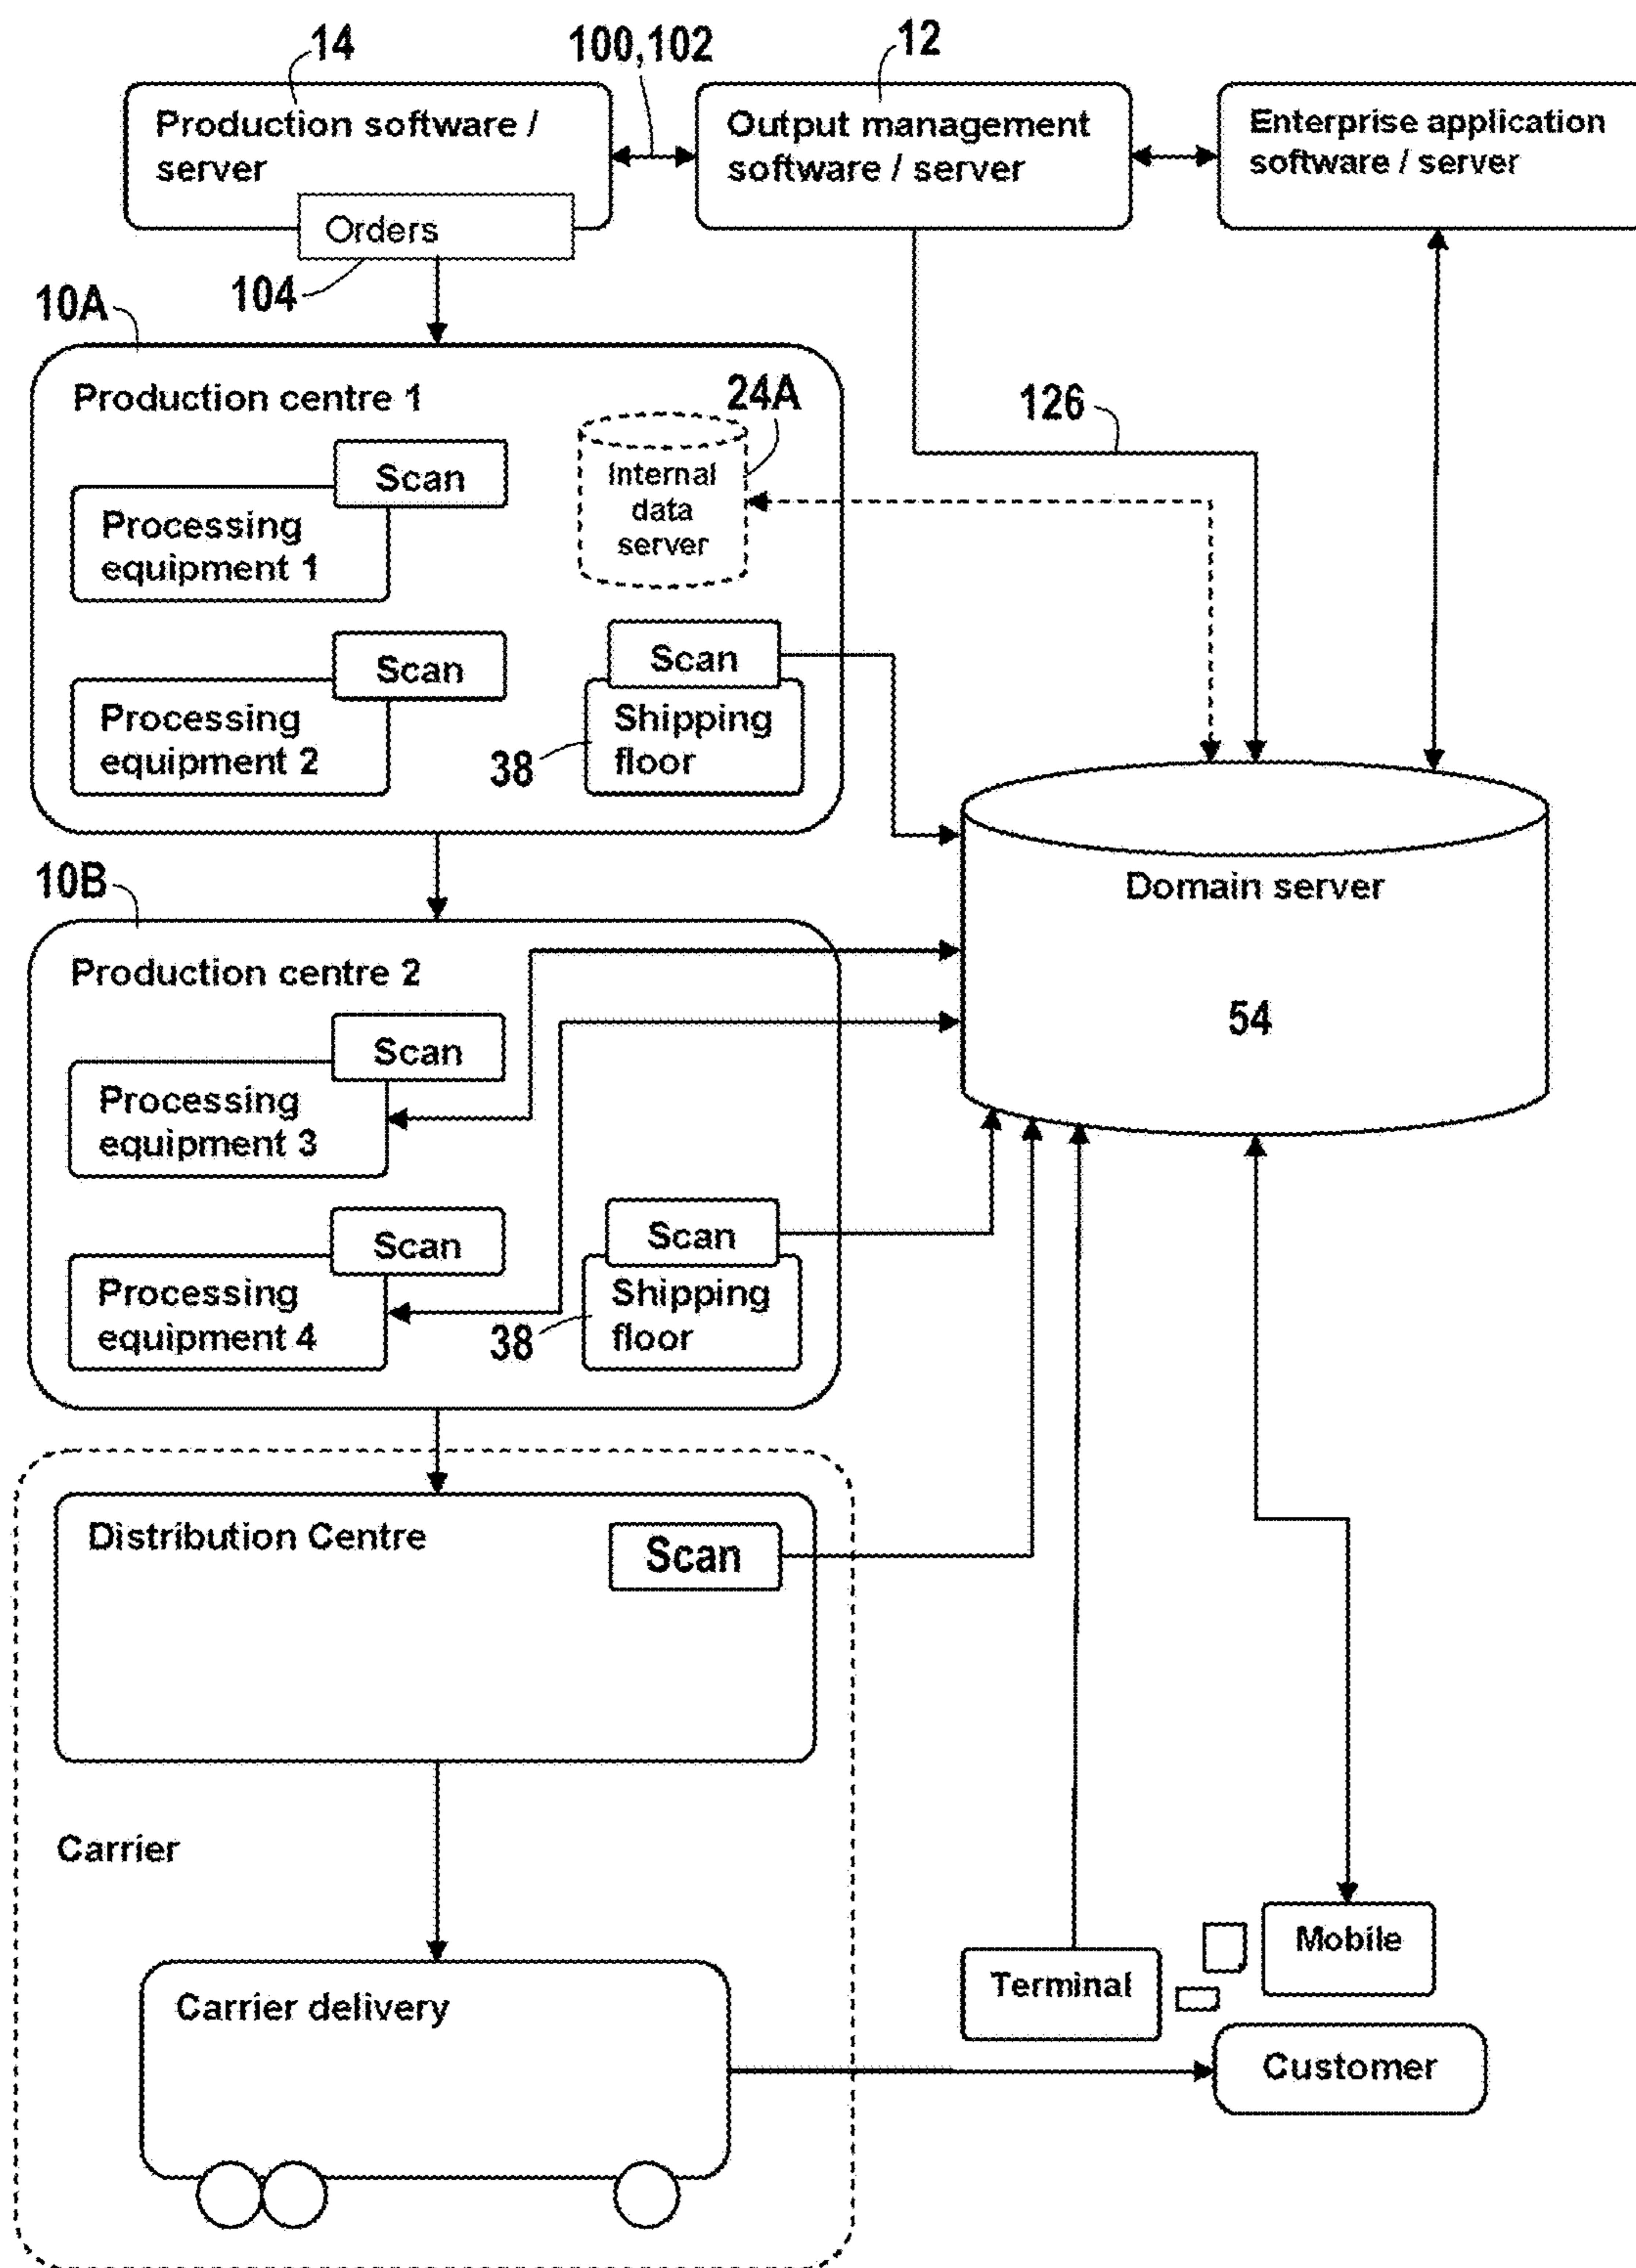 14
100,102
12
Production software /
server
Output management
software / server
Enterprise application
software / server
Orders
104
10A
Production centre 1
24A
126
Scan
Internal
data
server
Processing
equipment 1
Scan
Scan
Processing
equipment 2
Shipping
floor
38
10B
Domain server
Production centre 2
54
Scan
Processing
equipment 3
Scan
Scan
Processing
equipment 4
Shipping
floor
38
Distribution Centre
Scan
Carrier
Mobile
Terminal
Carrier delivery
Customer